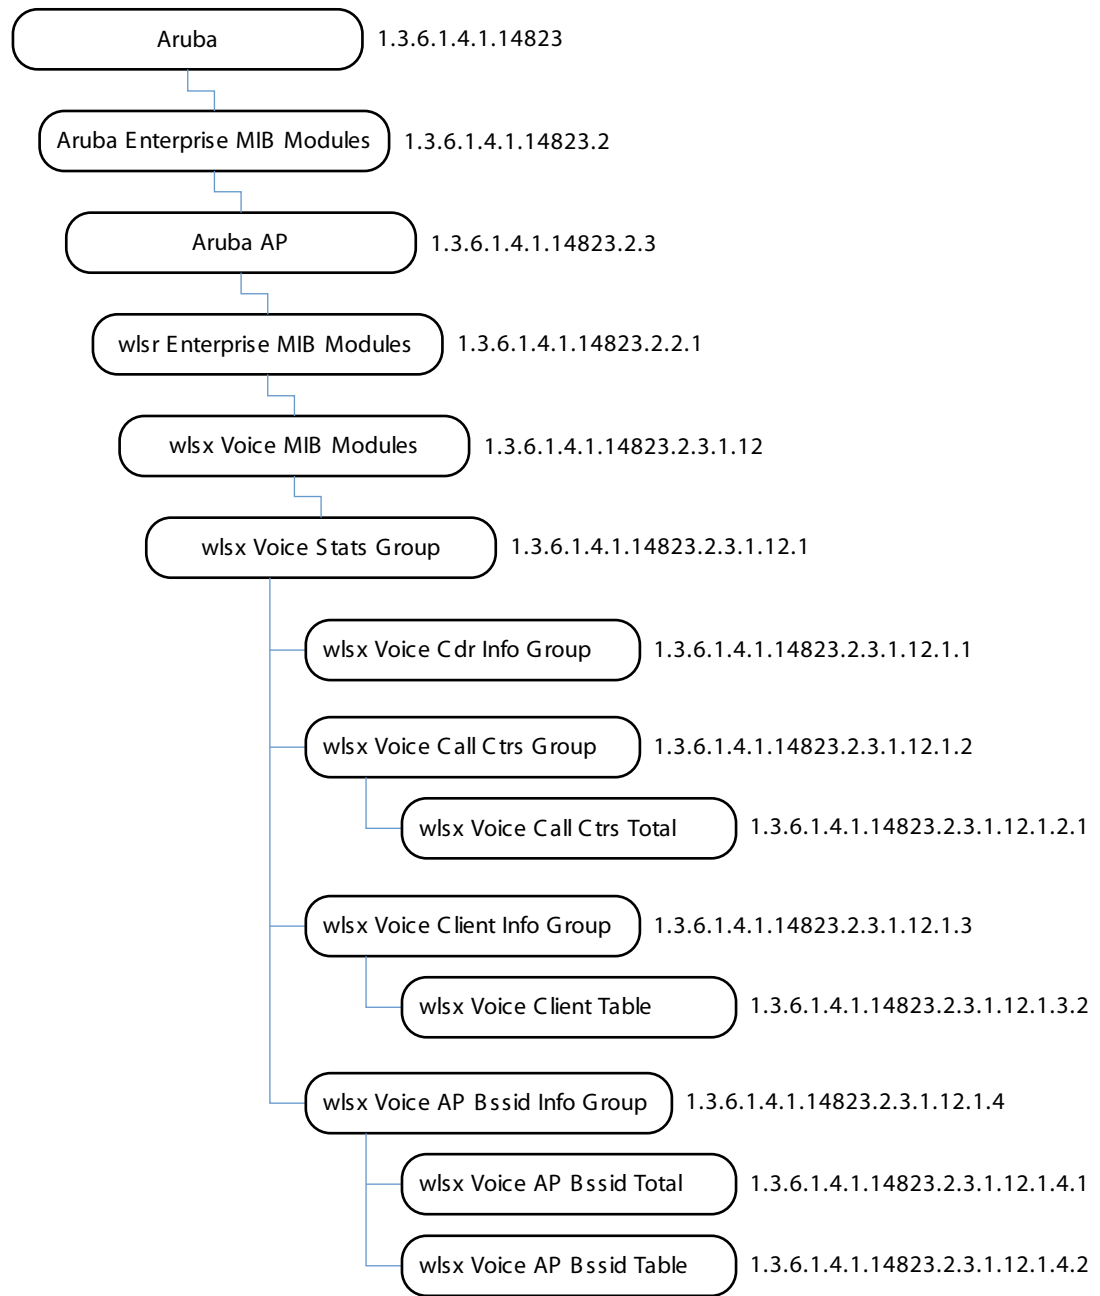 Aruba 1.3.6.1.4.1.14823
Aruba Enterprise MIB Modules 1.3.6.1.4.1.14823.2
Aruba AP 1.3.6.1.4.1.14823.2.3
wlsr Enterprise MIB Modules 1.3.6.1.4.1.14823.2.2.1
wlsx Voice MIB Modules 1.3.6.1.4.1.14823.2.3.1.12
wlsx Voice Stats Group 1.3.6.1.4.1.14823.2.3.1.12.1
wlsx Voice Cdr Info Group 1.3.6.1.4.1.14823.2.3.1.12.1.1
wlsx Voice Call Ctrs Group 1.3.6.1.4.1.14823.2.3.1.12.1.2
wlsx Voice Call Ctrs Total 1.3.6.1.4.1.14823.2.3.1.12.1.2.1
wlsx Voice Client Info Group 1.3.6.1.4.1.14823.2.3.1.12.1.3
wlsx Voice Client Table 1.3.6.1.4.1.14823.2.3.1.12.1.3.2
wlsx Voice AP Bssid Info Group 1.3.6.1.4.1.14823.2.3.1.12.1.4
wlsx Voice AP Bssid Total 1.3.6.1.4.1.14823.2.3.1.12.1.4.1
wlsx Voice AP Bssid Table 1.3.6.1.4.1.14823.2.3.1.12.1.4.2